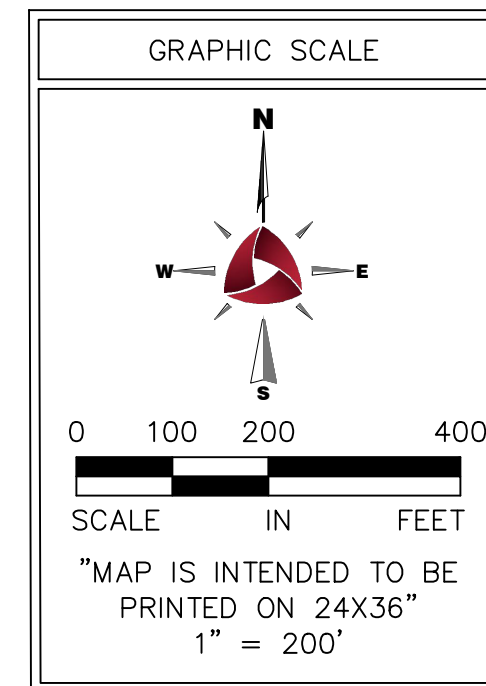 GRAPHIC SCALE
N
W E
S
0 100 200 400
SCALE IN FEET
"MAP IS INTENDED TO BE
PRINTED ON 24X36"
1" = 200'